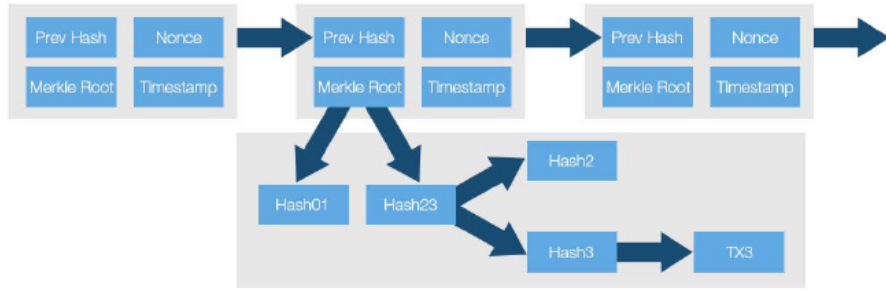 Prev Hash Nonce Prev Hash Nonce Prev Hash Nonce
Merkle Root Timestamp Merkle Root Timestamp Merkle Root Timestamp
Hash2
Hash01 Hash23
Hash3 TX3